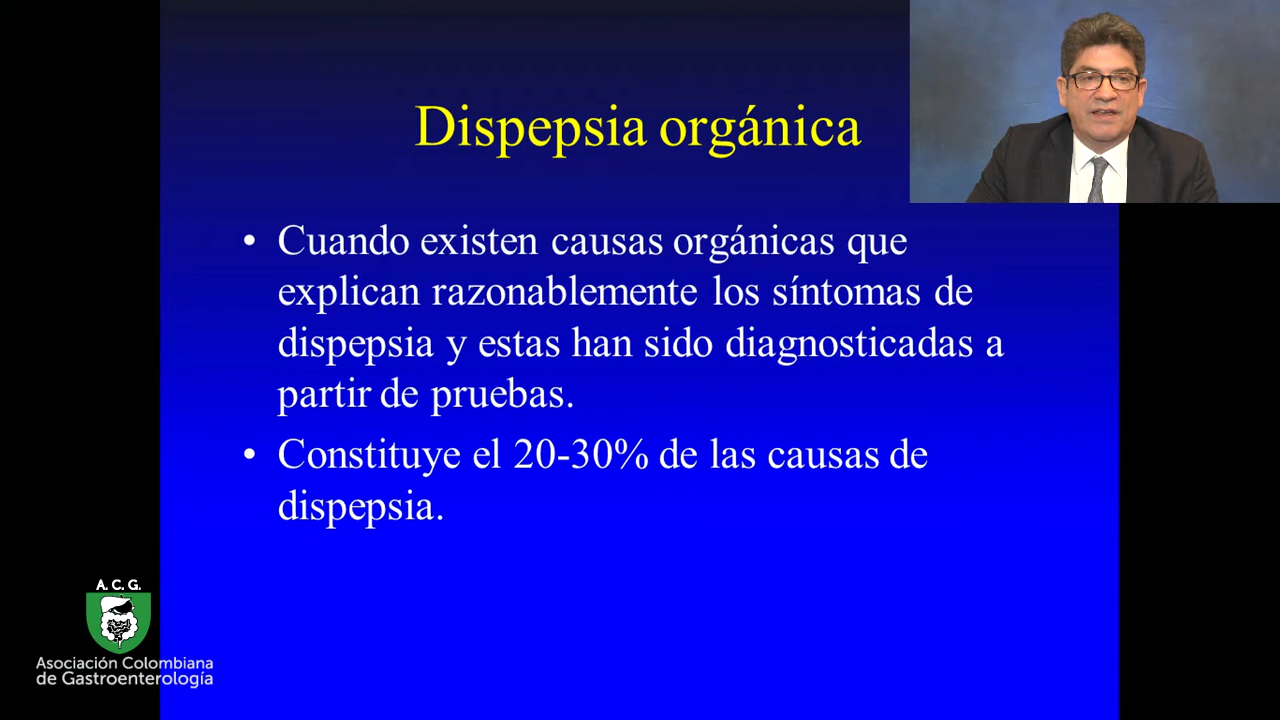 Dispepsia orgánica
• Cuando existen causas orgánicas que
explican razonablemente los síntomas de
dispepsia y estas han sido diagnosticadas a
partir de pruebas.
• Constituye el 20-30% de las causas de
dispepsia.
A. C. G.
Asociación Colombiana
de Gastroenterología